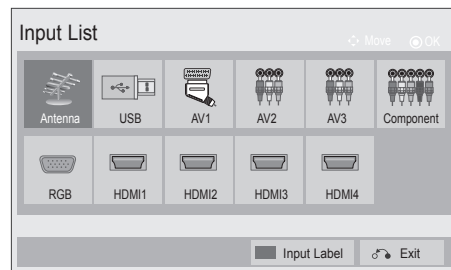 Input List
Move OK
Antenna USB AV1 AV2 AV3 Component
RGB HDMI1 HDMI2 HDMI3 HDMI4
Input Label Exit